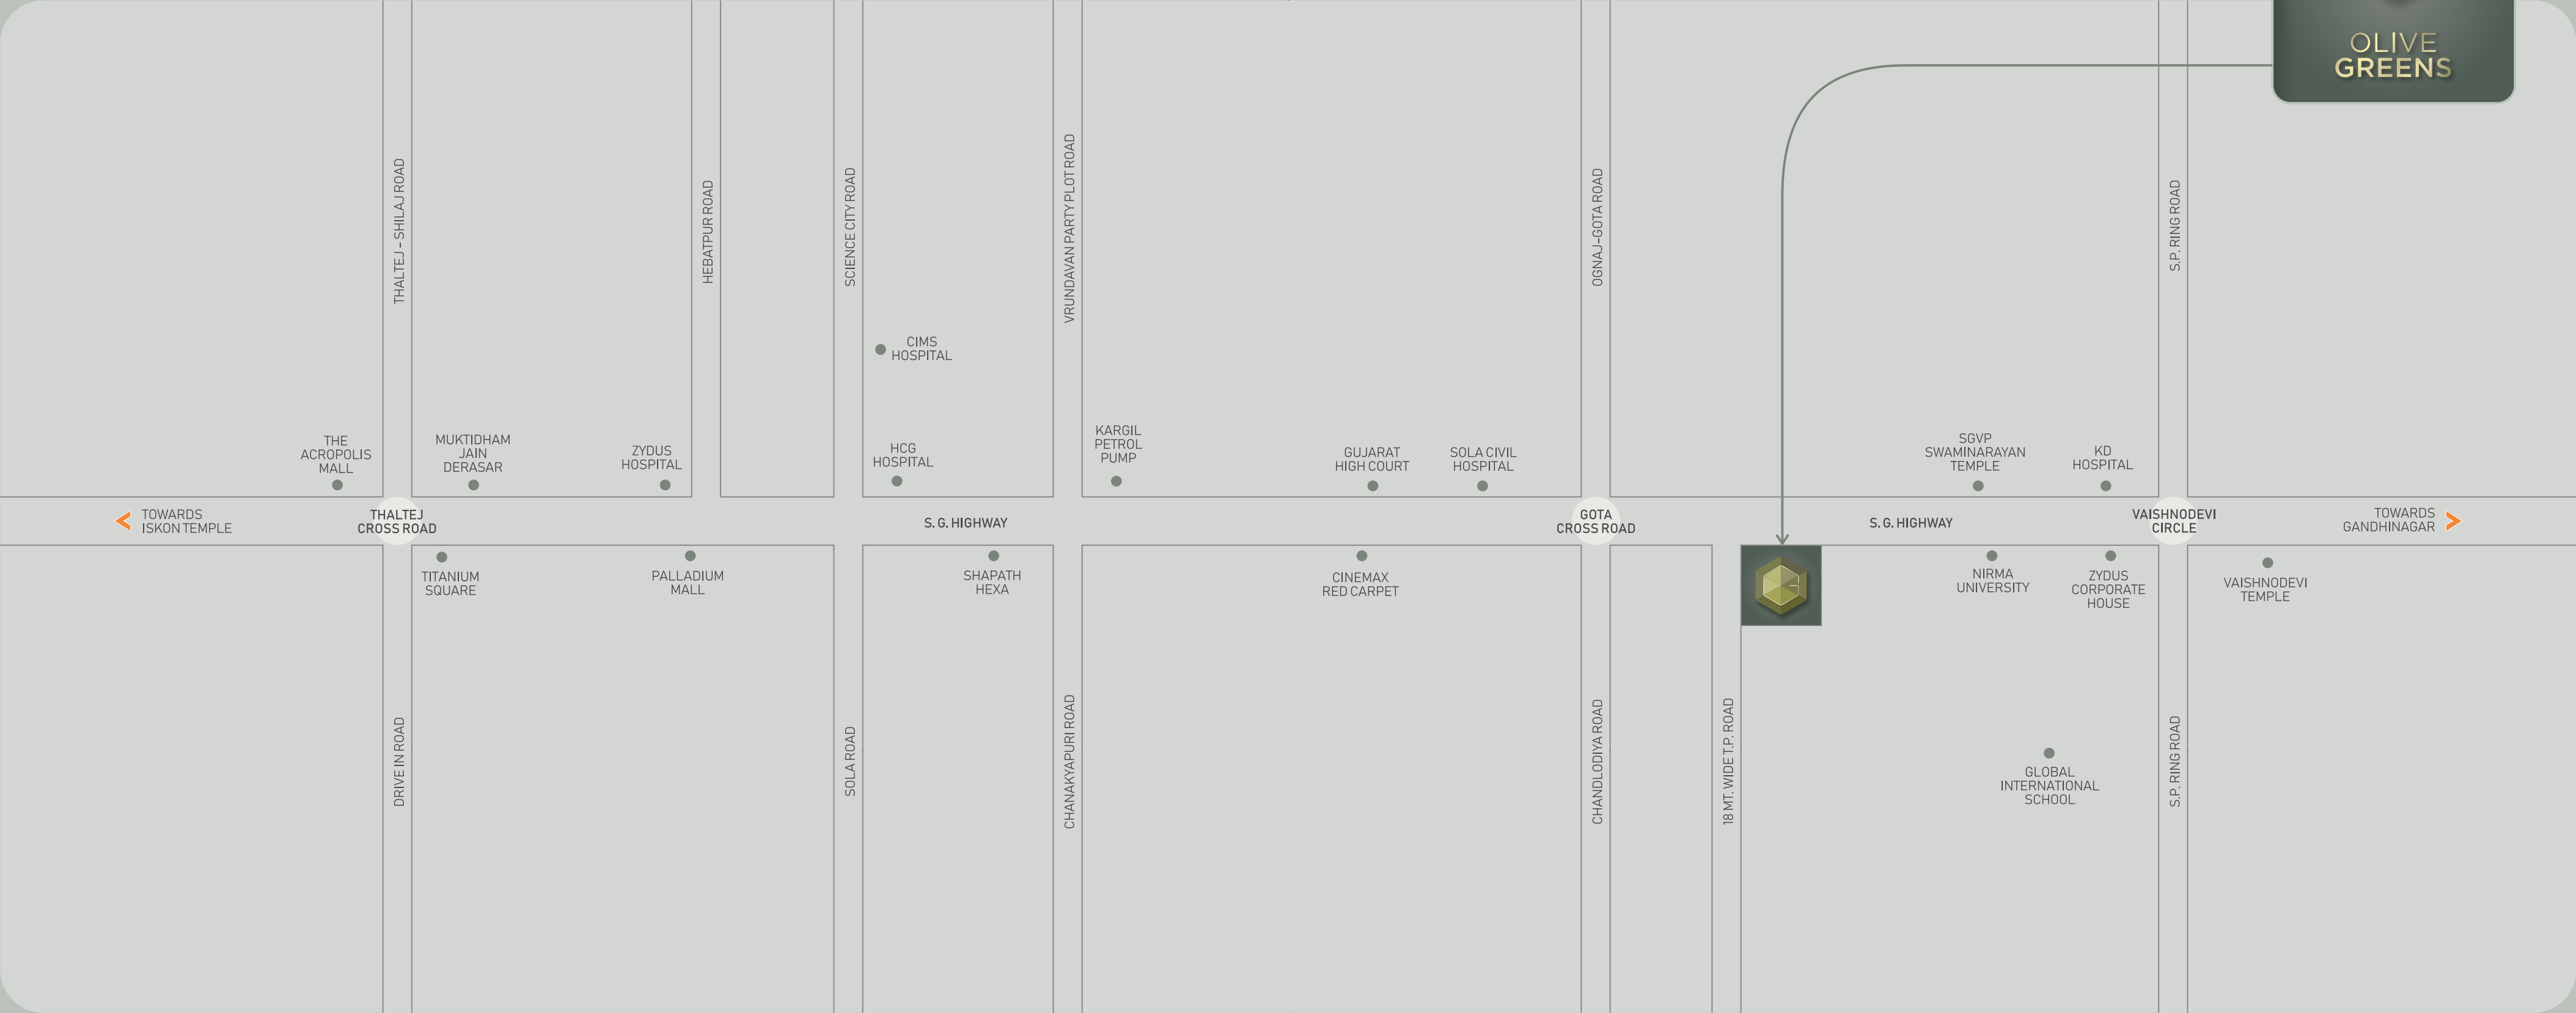 OLIVE
GREENS
THALTEJ - SHILAJ ROAD
HEBATPUR ROAD
SCIENCE CITY ROAD
VRUNDAVAN PARTY PLOT ROAD
OGNAJ-GOTA ROAD
S.P. RING ROAD
CIMS
HOSPITAL
THE
ACROPOLIS
MALL
MUKTIDHAM
JAIN
DERASAR
ZYDUS
HOSPITAL
HCG
HOSPITAL
KARGIL
PETROL
PUMP
GUJARAT
HIGH COURT
SOLA CIVIL
HOSPITAL
SGVP
SWAMINARAYAN
TEMPLE
KD
HOSPITAL
TOWARDS
ISKON TEMPLE
THALTEJ
CROSS ROAD
S. G. HIGHWAY
GOTA
CROSS ROAD
S. G. HIGHWAY
VAISHNODEVI
CIRCLE
TOWARDS
GANDHINAGAR
TITANIUM
SQUARE
PALLADIUM
MALL
SHAPATH
HEXA
CINEMAX
RED CARPET
NIRMA
UNIVERSITY
ZYDUS
CORPORATE
HOUSE
VAISHNODEVI
TEMPLE
DRIVE IN ROAD
SOLA ROAD
CHANAKYAPURI ROAD
CHANDLODIYA ROAD
18 MT. WIDE T.P. ROAD
GLOBAL
INTERNATIONAL
SCHOOL
S.P. RING ROAD